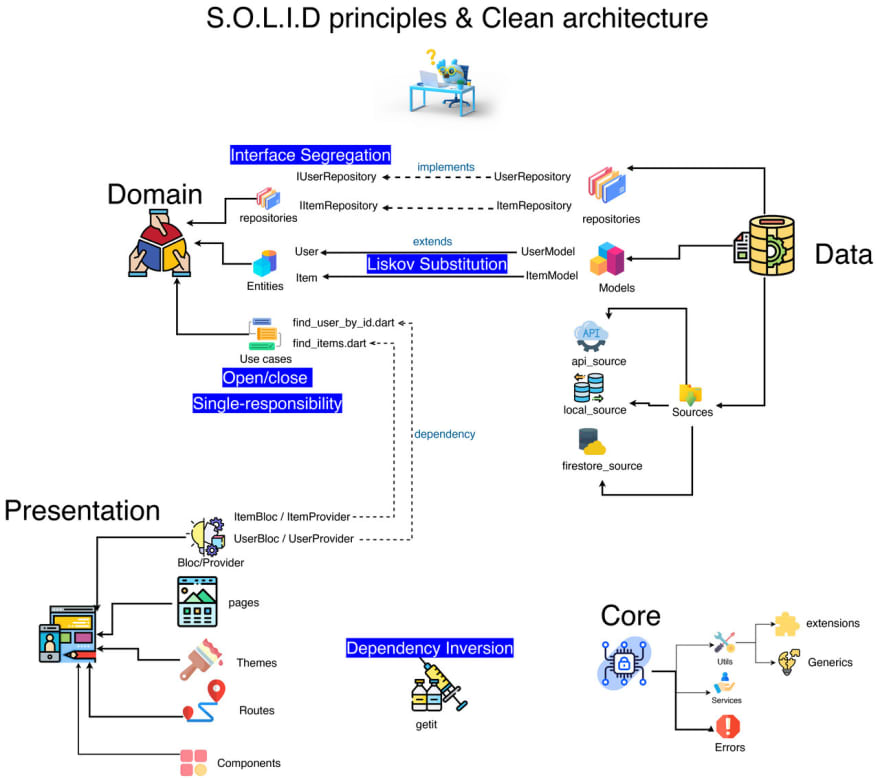 S.O.L.I.D principles & Clean architecture
?
Interface Segregation
implements
IUserRepository
UserRepository
Domain
repositories
IItemRepository
ItemRepository
repositories
extends
User
UserModel
Liskov Substitution
Data
Item
ItemModel
Entities
Models
find_user_by_id.dart
find_items.dart
Use cases
API
api_source
Open/close
Single-responsibility
local_source
Sources
dependency
firestore_source
Presentation
ItemBloc / ItemProvider
UserBloc / UserProvider
Bloc/Provider
pages
Themes
Routes
Components
Dependency Inversion
getit
Core
extensions
Utils
Generics
Services
Errors